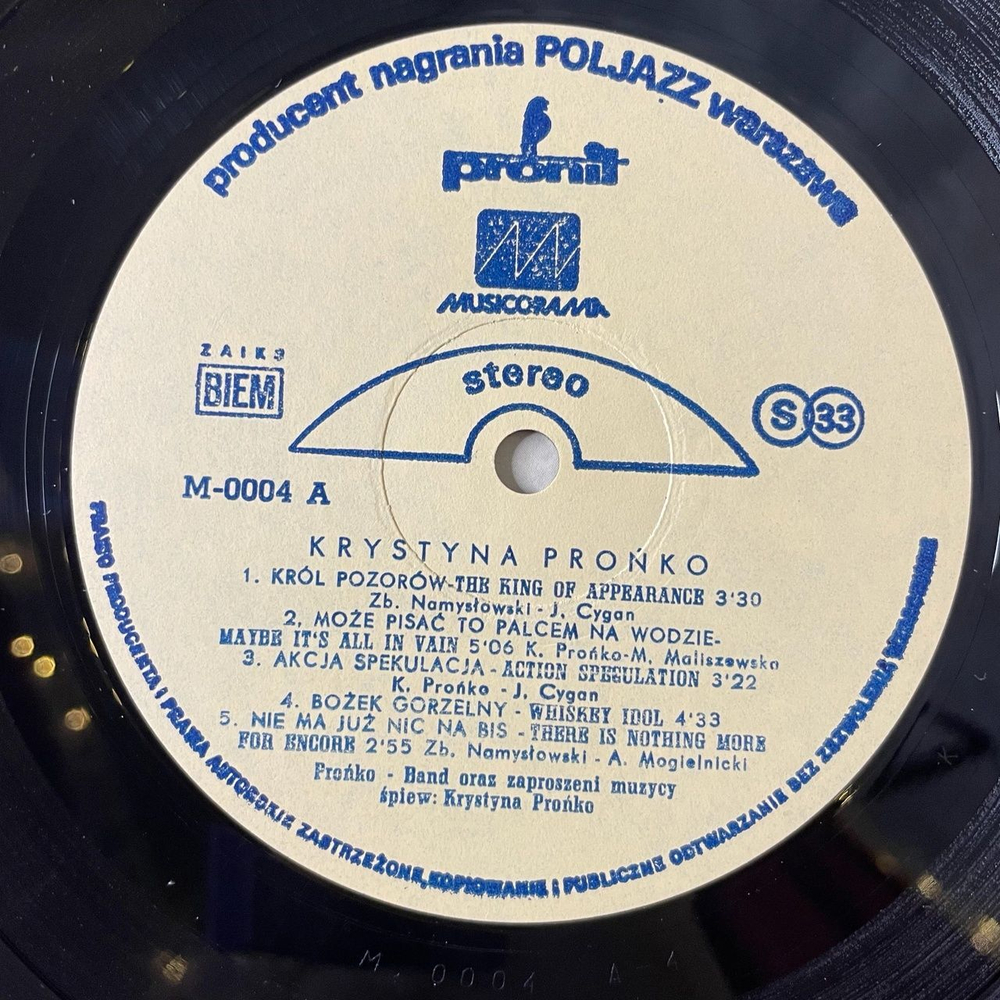 producent nagrania POLJAZZ warszawa
pronit
MUSICORAMA
stereo
ZAIKS
BIEM
S 33
M-0004 A
KRYSTYNA PROŃKO
1. KRÓL POZORÓW-THE KING OF APPEARANCE 3'30
Zb. Namysłowski - J. Cygan
2, MOŻE PISAĆ TO PALCEM NA WODZIE-
MAYBE IT'S ALL IN VAIN 5'06 K. Prońko-M. Maliszewska
3. AKCJA SPEKULACJA - ACTION SPEGULATION 3'22
K. Prońko - J. Cygan
4. BOŻEK GORZELNY - WHISKEY IDOL 4'33
5. NIE MA JUŻ NIC NA BIS - THERE IS NOTHING MORE
FOR ENCORE 2'55 Zb. Namysłowski - A. Mogielnicki
Prońko - Band oraz zaproszeni muzycy
śpiew: Krystyna Prońko
PRAWO PRODUCENTA I PRAWA AUTORSKIE ZASTRZEŻONE, KOPIOWANIE I PUBLICZNE ODTWARZANIE BEZ ZEZWOLENIA WZBRONIONE
K
M 0004 A 4